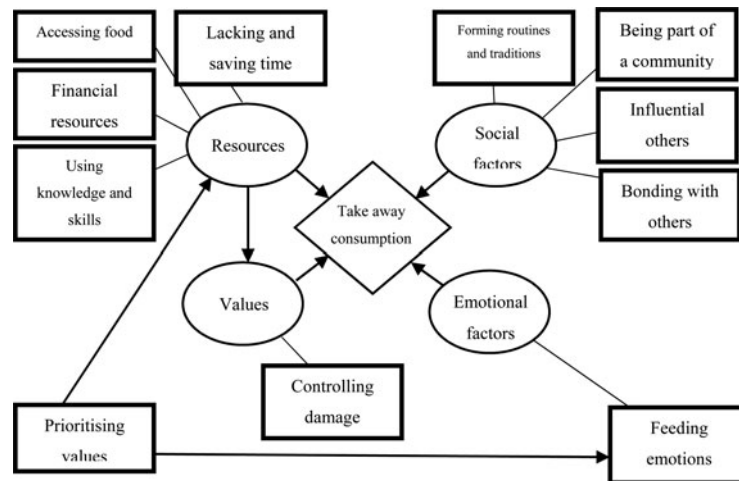 Accessing food
Lacking and
saving time
Forming routines
and traditions
Being part of
a community
Financial
resources
Influential
others
Resources
Social
factors
Using
knowledge and
skills
Bonding with
others
Take away
consumption
Values
Emotional
factors
Controlling
damage
Prioritising
values
Feeding
emotions